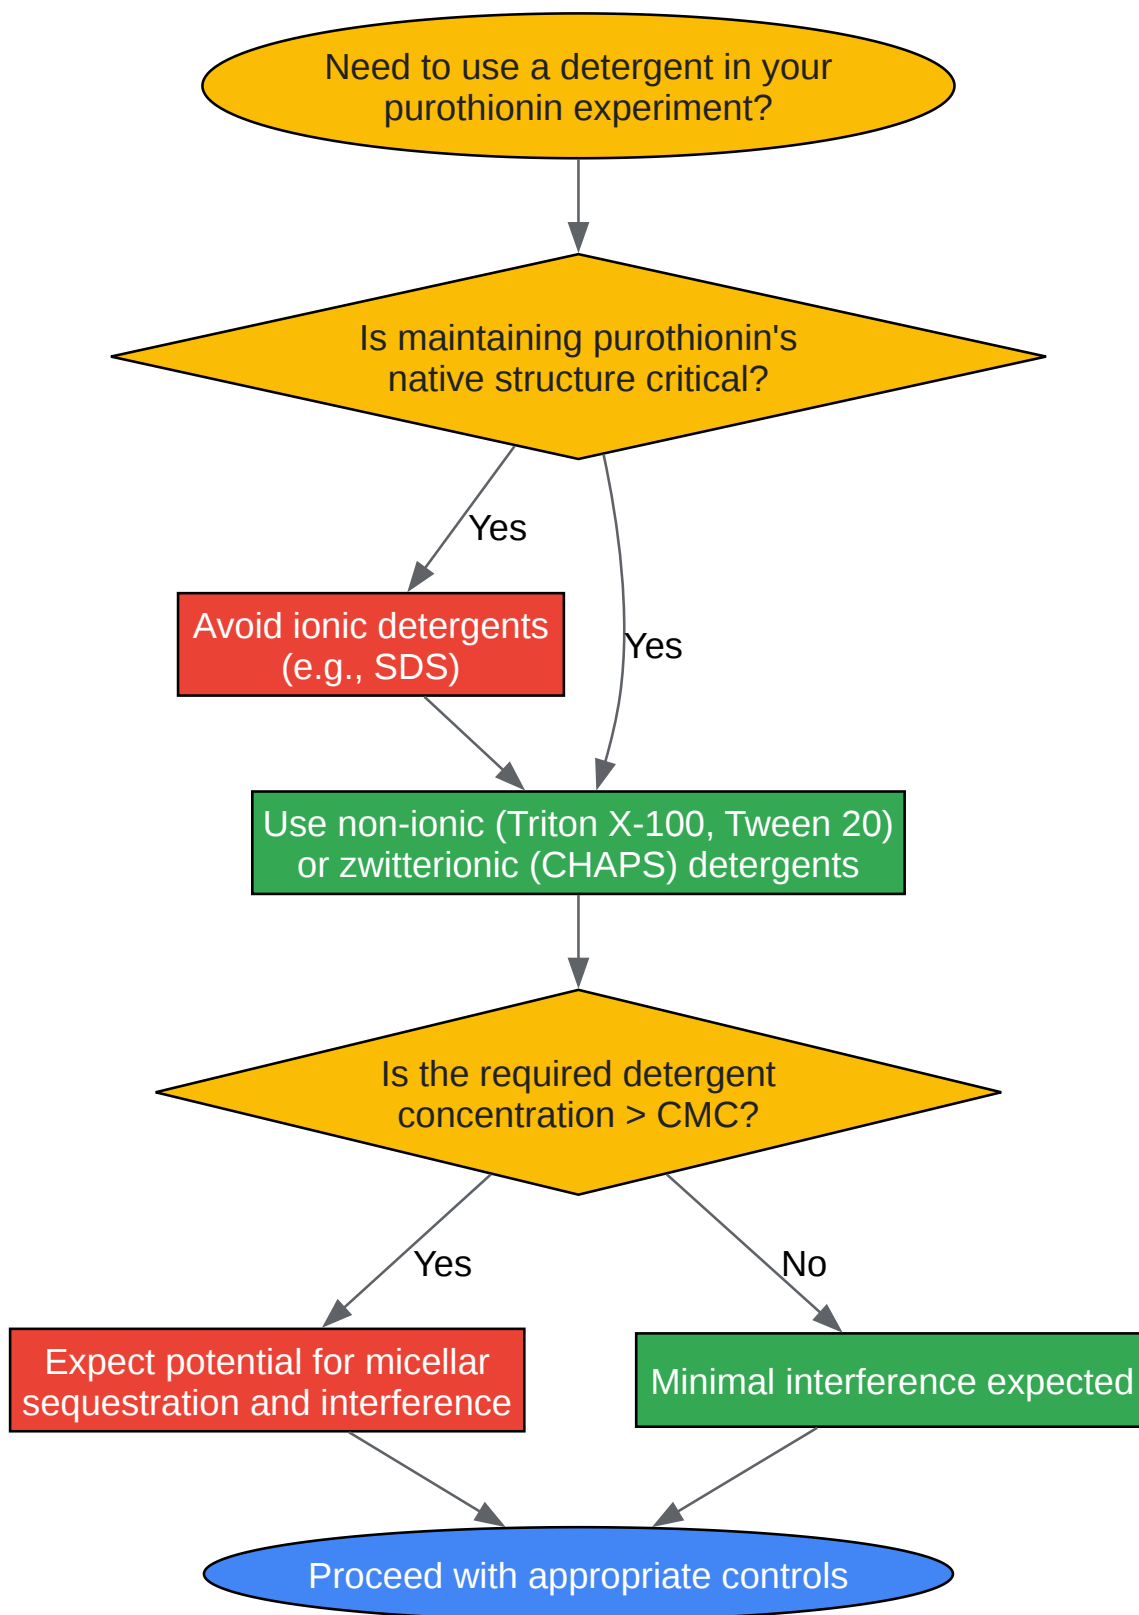 Need to use a detergent in your
purothionin experiment?
Is maintaining purothionin's
native structure critical?
Yes
Avoid ionic detergents
(e.g., SDS)
Yes
Use non-ionic (Triton X-100, Tween 20)
or zwitterionic (CHAPS) detergents
Is the required detergent
concentration > CMC?
Yes
No
Expect potential for micellar
sequestration and interference
Minimal interference expected
Proceed with appropriate controls